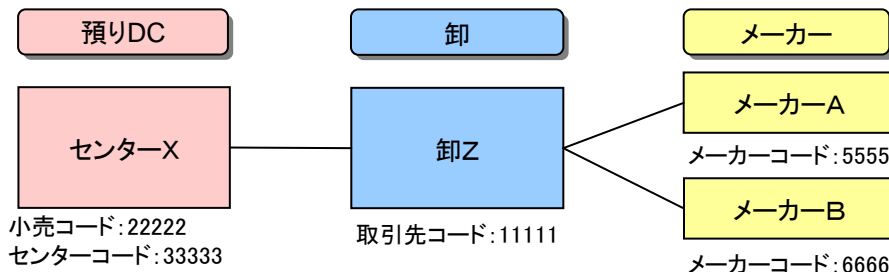 預りDC
卸
メーカー
センターX
卸Z
メーカーA
メーカーコード:5555
メーカーB
メーカーコード:6666
小売コード:22222
センターコード:33333
取引先コード:11111